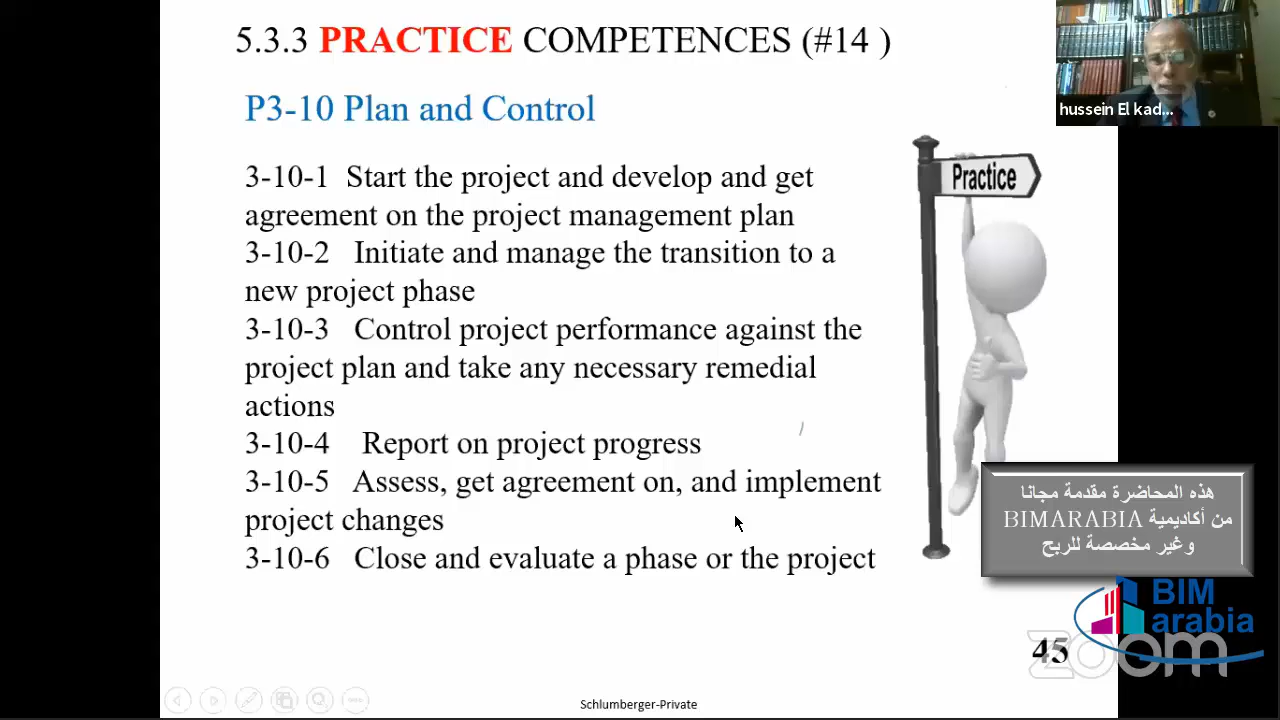 5.3.3 PRACTICE COMPETENCES (#14 )
P3-10 Plan and Control
3-10-1 Start the project and develop and get
agreement on the project management plan
3-10-2 Initiate and manage the transition to a
new project phase
3-10-3 Control project performance against the
project plan and take any necessary remedial
actions
3-10-4 Report on project progress
3-10-5 Assess, get agreement on, and implement
project changes
3-10-6 Close and evaluate a phase or the project
hussein El kad...
Practice
هذه المحاضرة مقدمة مجانا
من أكاديمية BIMARABIA
وغير مخصصة للربح
BIM
arabia
45
zoom
Schlumberger-Private